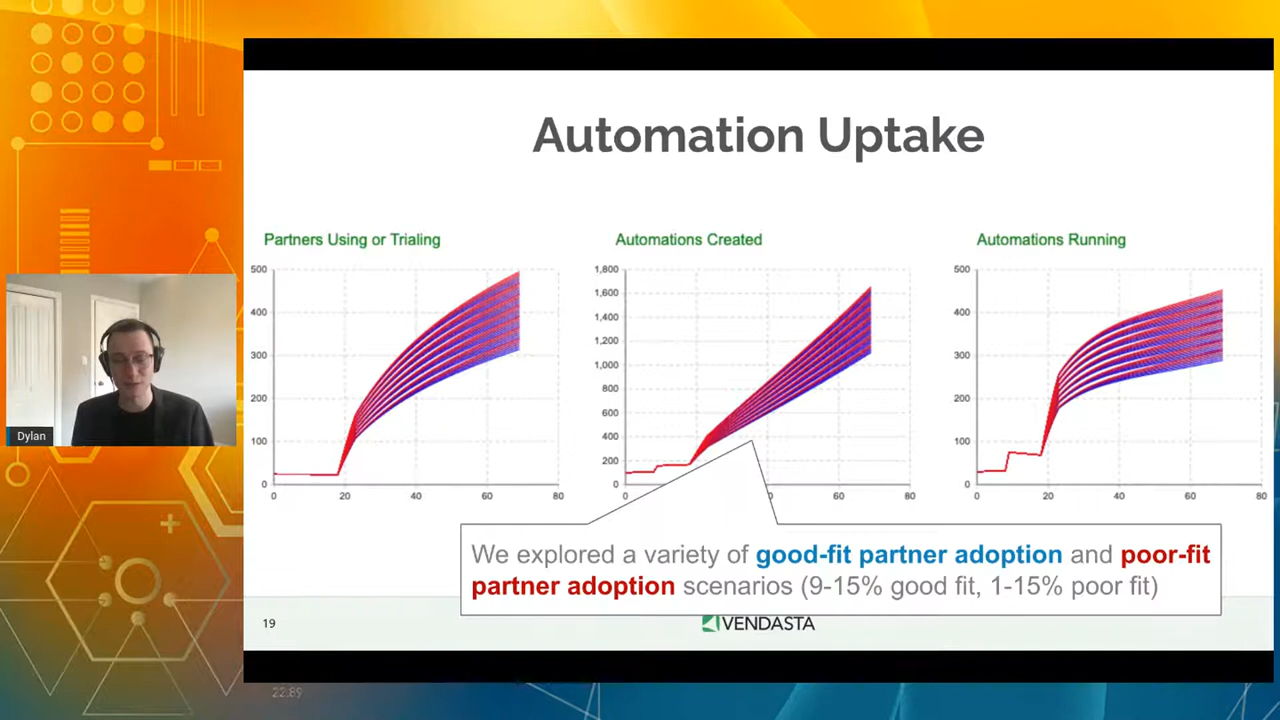 Automation Uptake
Partners Using or Trialing
500
400
300
200
100
0
0 20 40 60 80
Automations Created
1,800
1,600
1,400
1,200
1,000
800
600
400
200
0
0 60 80
Automations Running
500
400
300
200
100
0
0 20 40 60 80
We explored a variety of good-fit partner adoption and poor-fit
partner adoption scenarios (9-15% good fit, 1-15% poor fit)
Dylan
19
VENDASTA
22.89